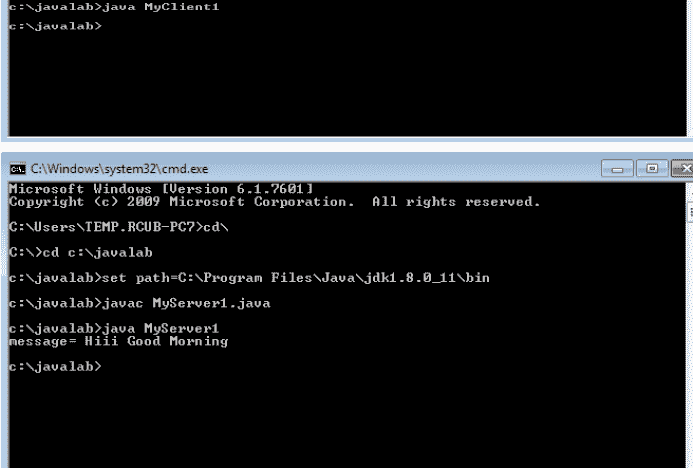 c:\javalab>java MyClient1
c:\javalab>
C:\Windows\system32\cmd.exe
Microsoft Windows [Version 6.1.7601]
Copyright (c) 2009 Microsoft Corporation.  All rights reserved.
C:\Users\TEMP.RCUB-PC7>cd\
C:\>cd c:\javalab
c:\javalab>set path=C:\Program Files\Java\jdk1.8.0_11\bin
c:\javalab>javac MyServer1.java
c:\javalab>java MyServer1
message= Hiii Good Morning
c:\javalab>